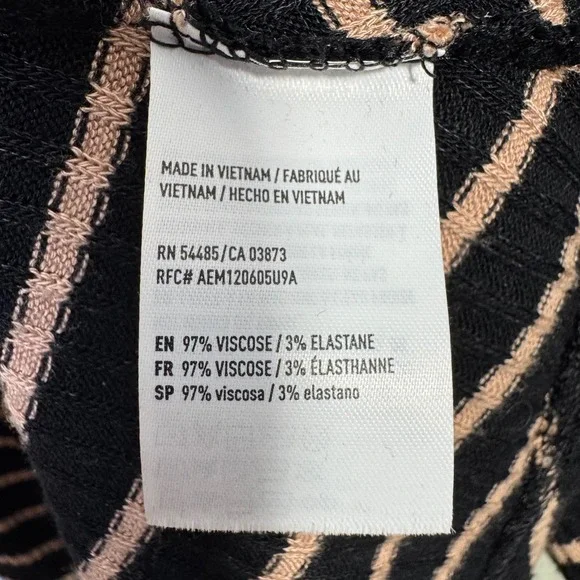 MADE IN VIETNAM / FABRIQUÉ AU
VIETNAM / HECHO EN VIETNAM
RN 54485/CA 03873
RFC# AEM120605U9A
EN 97% VISCOSE / 3% ELASTANE
FR 97% VISCOSE / 3% ÉLASTHANNE
SP 97% viscosa / 3% elastano